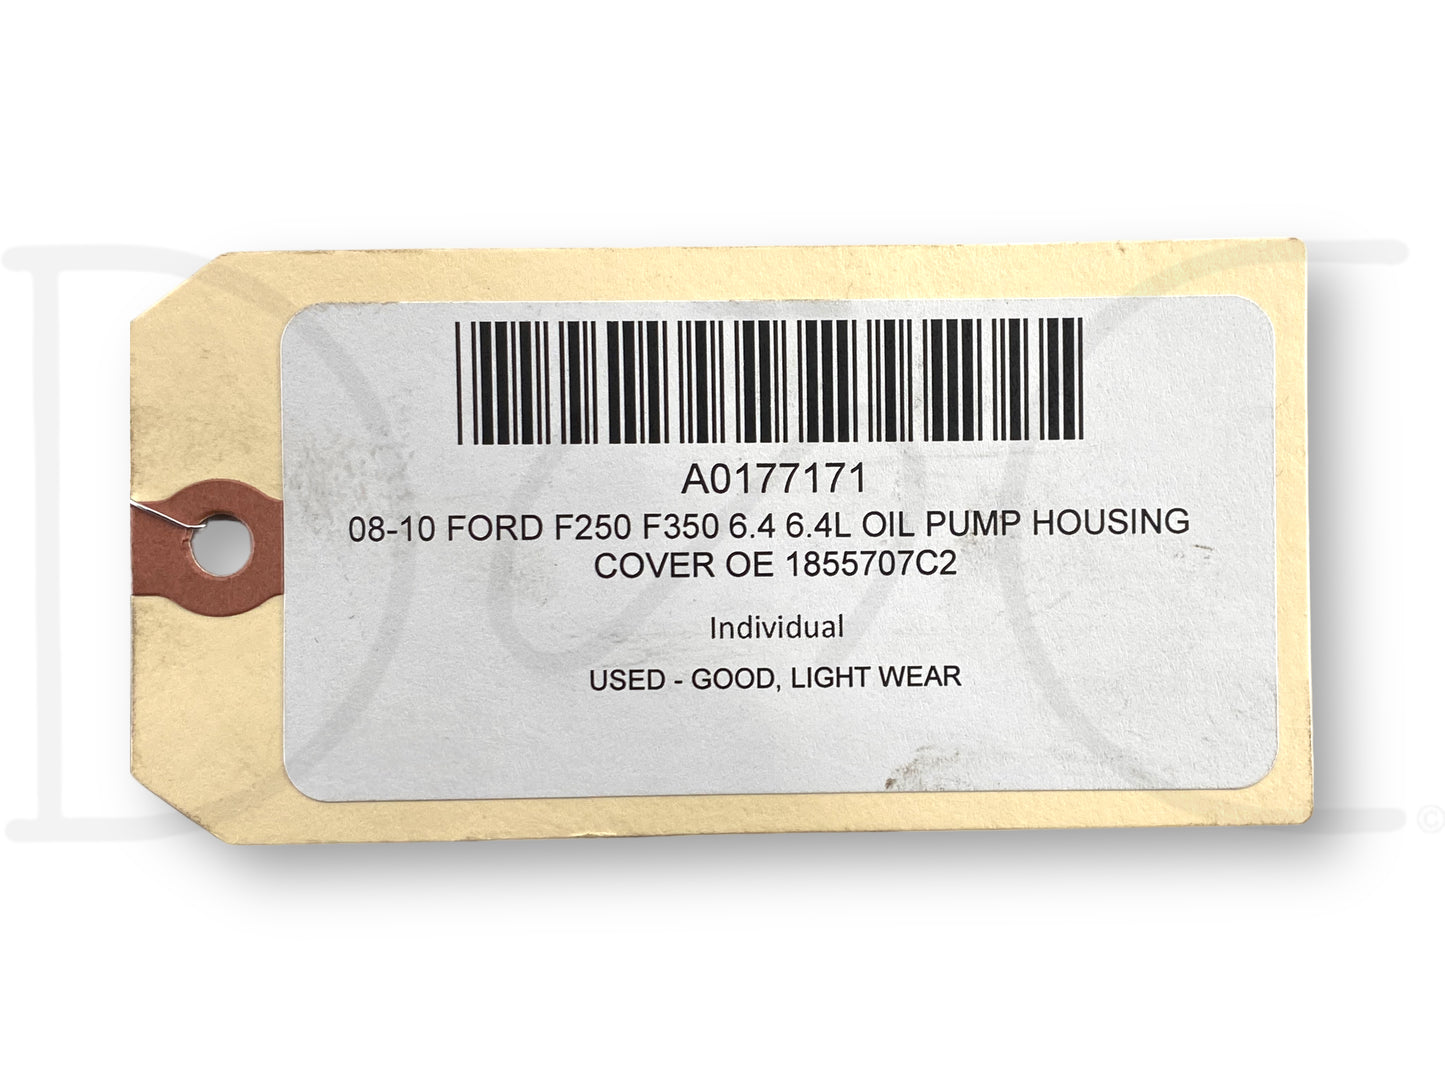 A0177171
08-10 FORD F250 F350 6.4 6.4L OIL PUMP HOUSING
COVER OE 1855707C2
Individual
USED - GOOD, LIGHT WEAR
©